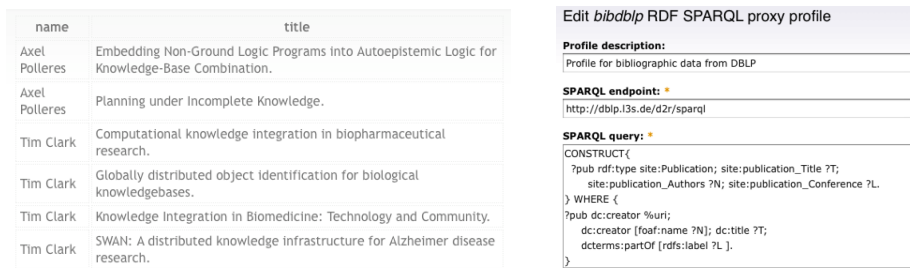 name title
Axel Polleres
Embedding Non-Ground Logic Programs into Autoepistemic Logic for
Knowledge-Base Combination.
Axel Polleres
Planning under Incomplete Knowledge.
Tim Clark
Computational knowledge integration in biopharmaceutical
research.
Tim Clark
Globally distributed object identification for biological
knowledgebases.
Tim Clark
Knowledge Integration in Biomedicine: Technology and Community.
Tim Clark
SWAN: A distributed knowledge infrastructure for Alzheimer disease
research.
Edit bibdblp RDF SPARQL proxy profile
Profile description:
Profile for bibliographic data from DBLP
SPARQL endpoint: *
http://dblp.l3s.de/d2r/sparql
SPARQL query: *
CONSTRUCT{
?pub rdf:type site:Publication; site:publication_Title ?T;
site:publication_Authors ?N; site:publication_Conference ?L.
} WHERE {
?pub dc:creator %uri;
dc:creator [foaf:name ?N]; dc:title ?T;
dcterms:partOf [rdfs:label ?L ].
}